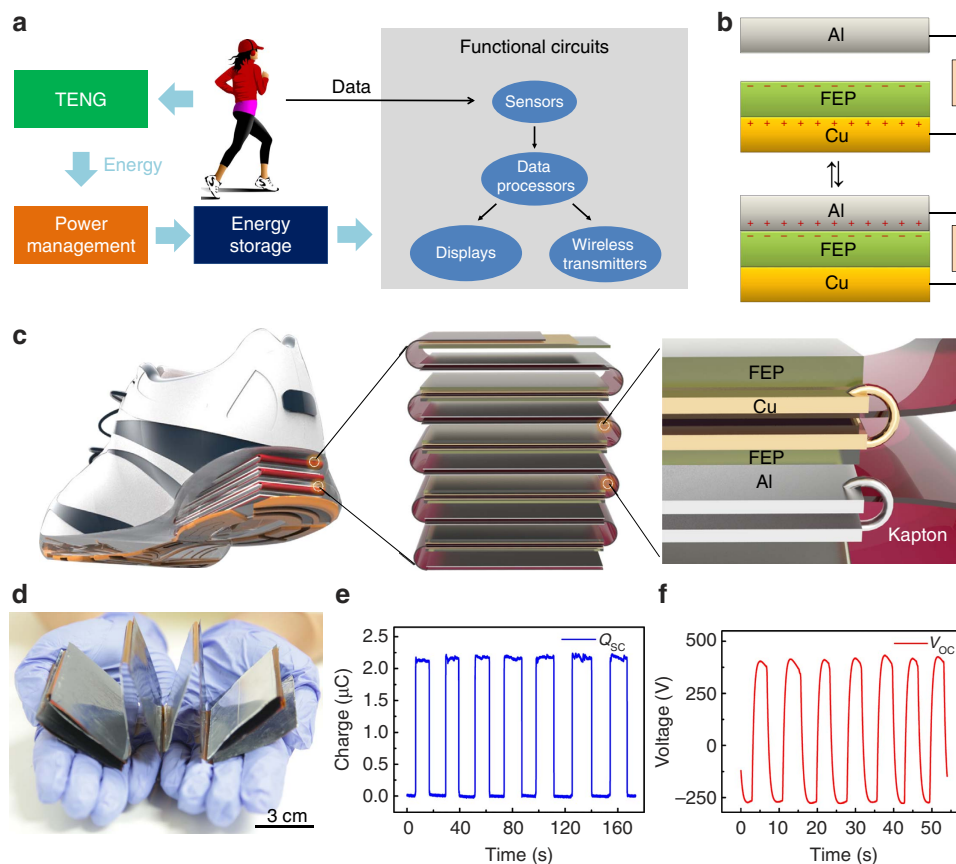 a
Functional circuits
TENG
Data
Sensors
Energy
Data
processors
Power
management
Energy
storage
Displays
Wireless
transmitters
b
Al
– – – – – – – – – –
FEP
+ + + + + + + + + +
Cu
Al
+ + + + + + + + + +
– – – – – – – – – –
FEP
Cu
c
FEP
Cu
FEP
Al
Kapton
d
3 cm
e
2.5
2.0
1.5
1.0
0.5
0.0
Charge (μC)
QSC
0 40 80 120 160
Time (s)
f
500
250
0
–250
Voltage (V)
VOC
0 10 20 30 40 50
Time (s)